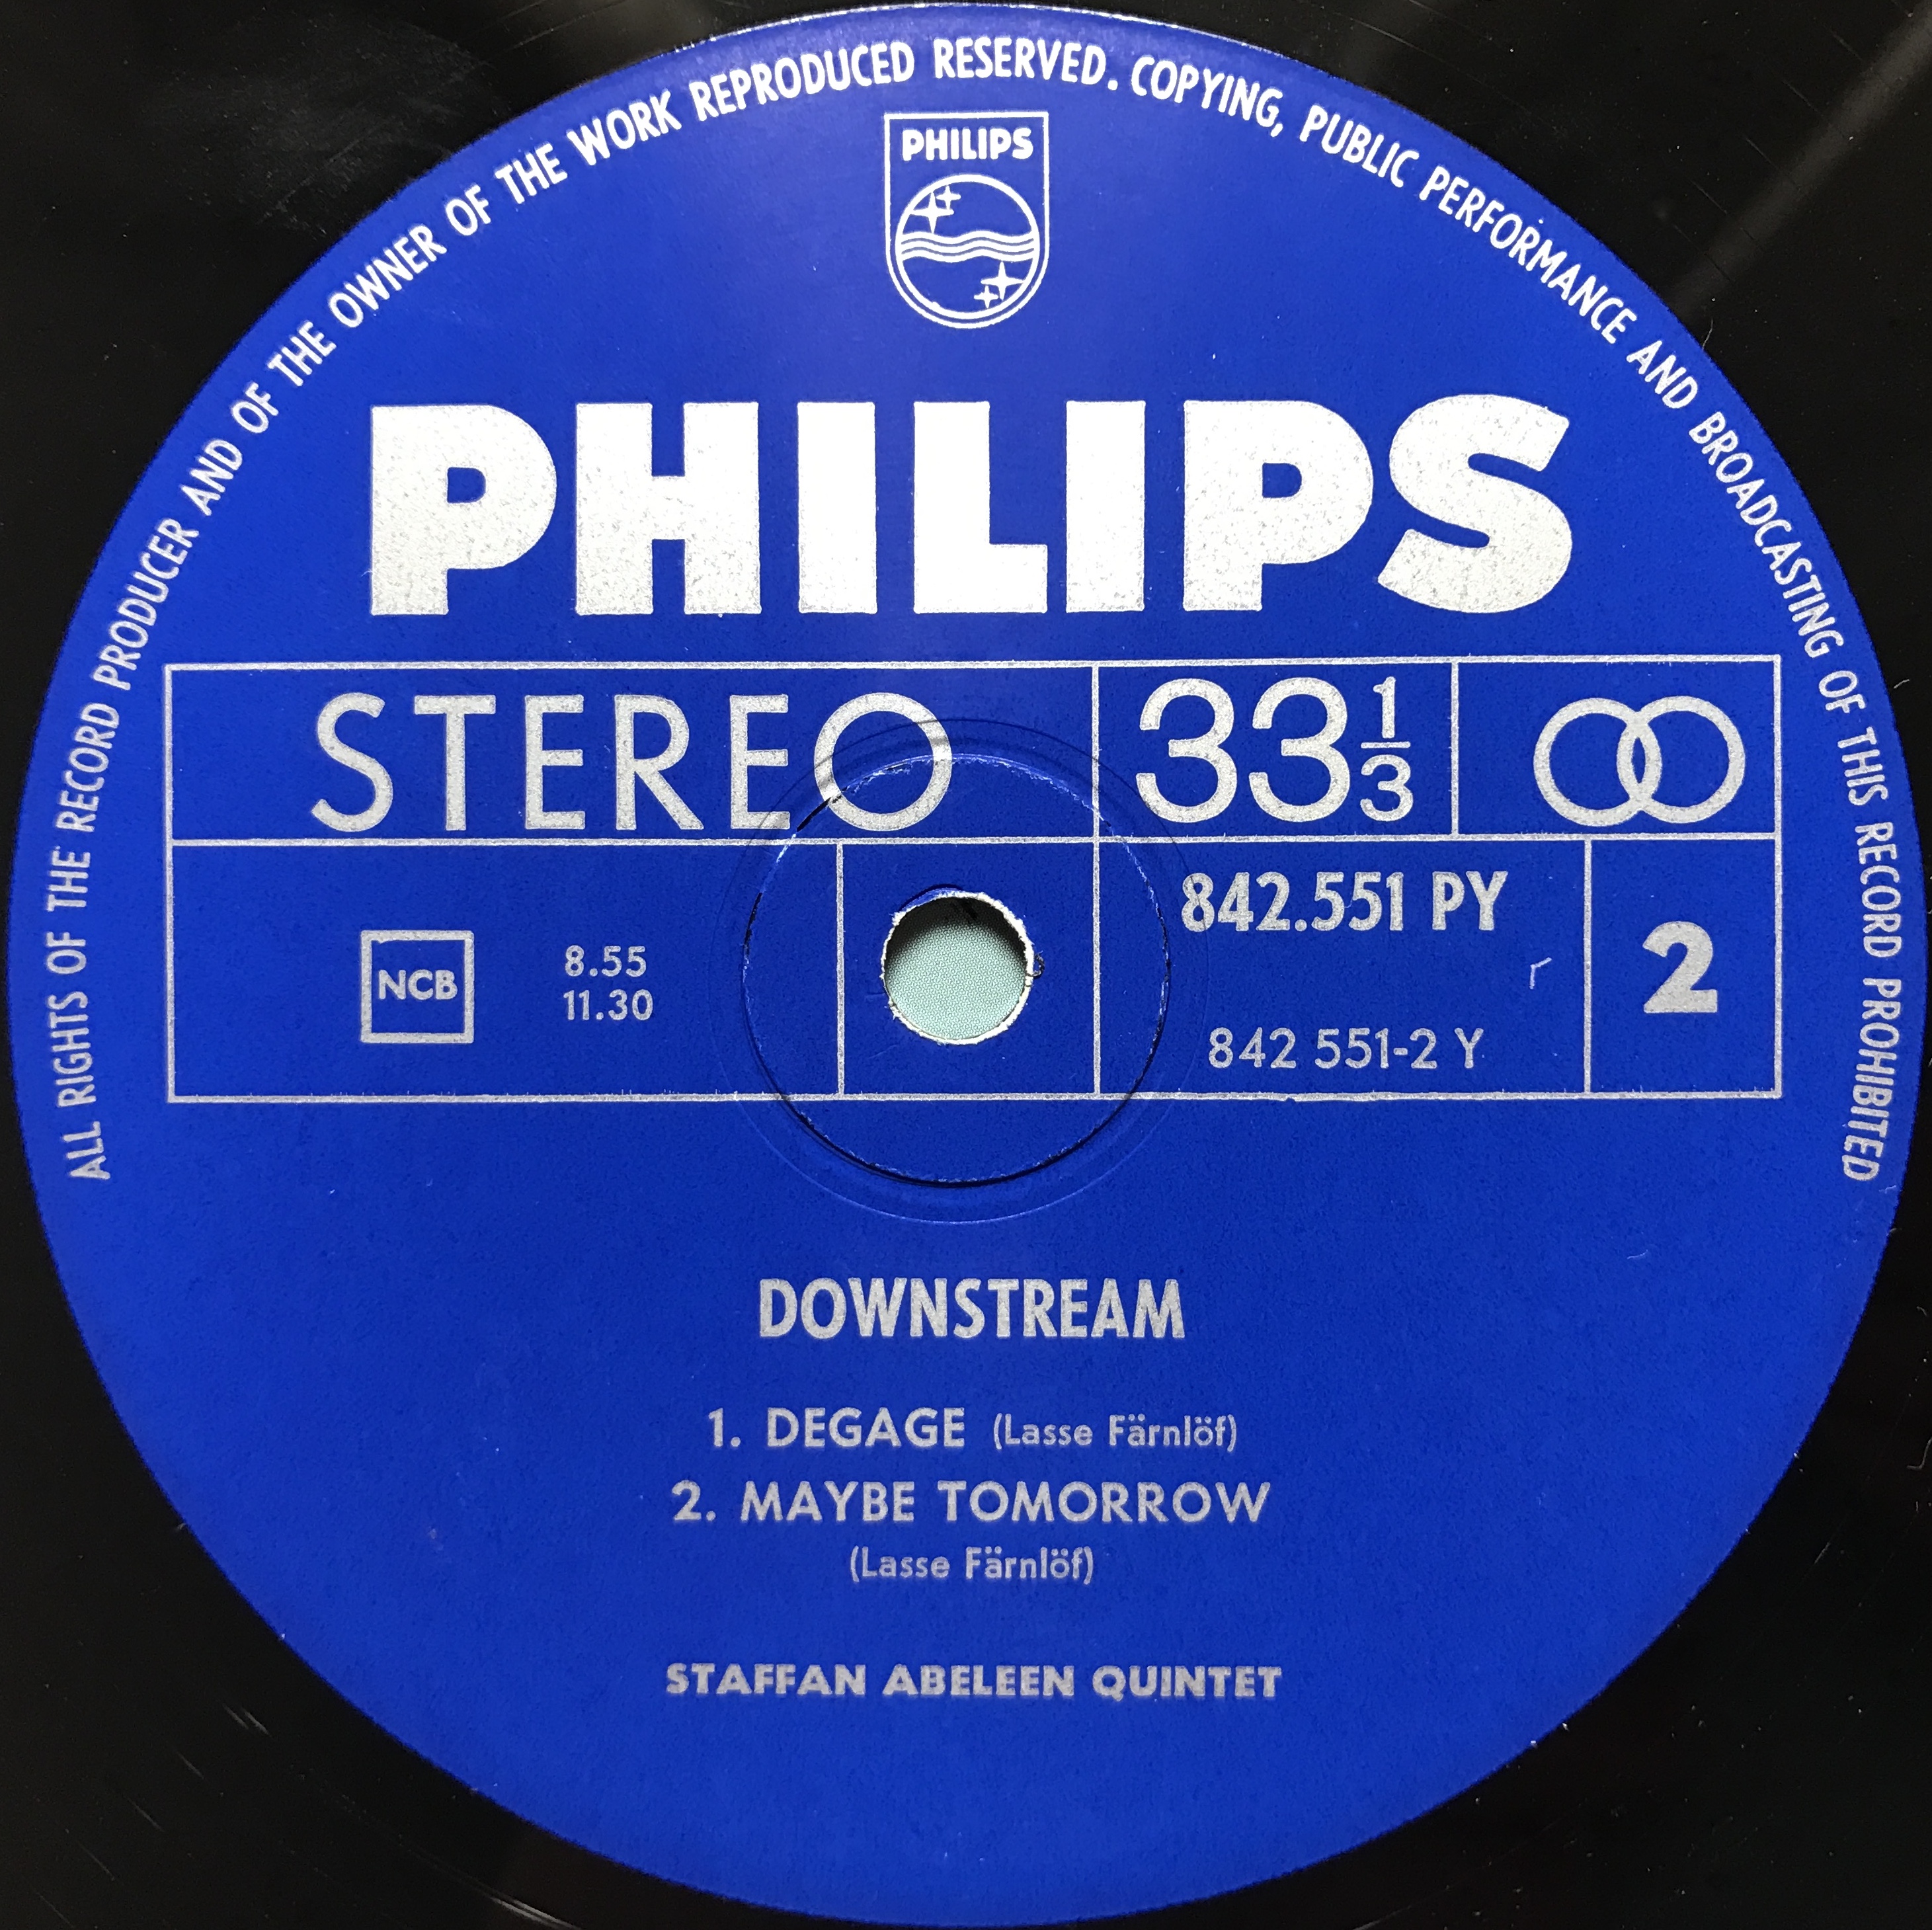 ALL RIGHTS OF THE RECORD PRODUCER AND OF THE OWNER OF THE WORK REPRODUCED RESERVED. COPYING, PUBLIC PERFORMANCE AND BROADCASTING OF THIS RECORD PROHIBITED
PHILIPS
PHILIPS
STEREO 33 1/3
NCB
8.55
11.30
842.551 PY
842 551-2 Y
2
DOWNSTREAM
1. DEGAGE (Lasse Färnlöf)
2. MAYBE TOMORROW
(Lasse Färnlöf)
STAFFAN ABELEEN QUINTET